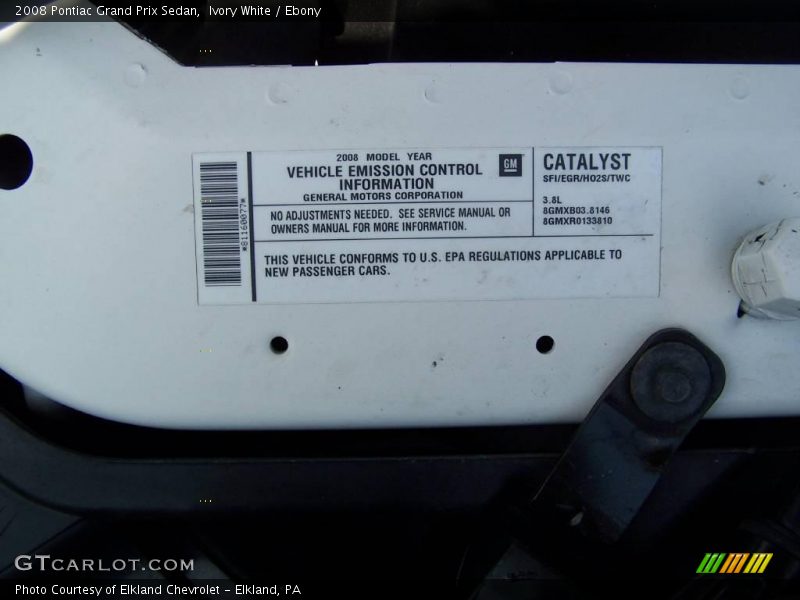 2008 Pontiac Grand Prix Sedan, Ivory White / Ebony
2008 MODEL YEAR
VEHICLE EMISSION CONTROL
INFORMATION
GENERAL MOTORS CORPORATION
GM
NO ADJUSTMENTS NEEDED. SEE SERVICE MANUAL OR
OWNERS MANUAL FOR MORE INFORMATION.
CATALYST
SFI/EGR/HO2S/TWC
3.8L
8GMXB03.8146
8GMXR0133810
THIS VEHICLE CONFORMS TO U.S. EPA REGULATIONS APPLICABLE TO
NEW PASSENGER CARS.
*81160077*
GTCARLOT.COM
Photo Courtesy of Elkland Chevrolet - Elkland, PA